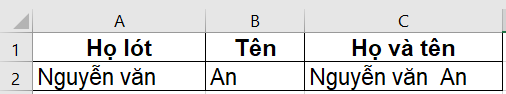 A B C
1 Họ lót Tên Họ và tên
2 Nguyễn văn An Nguyễn văn  An